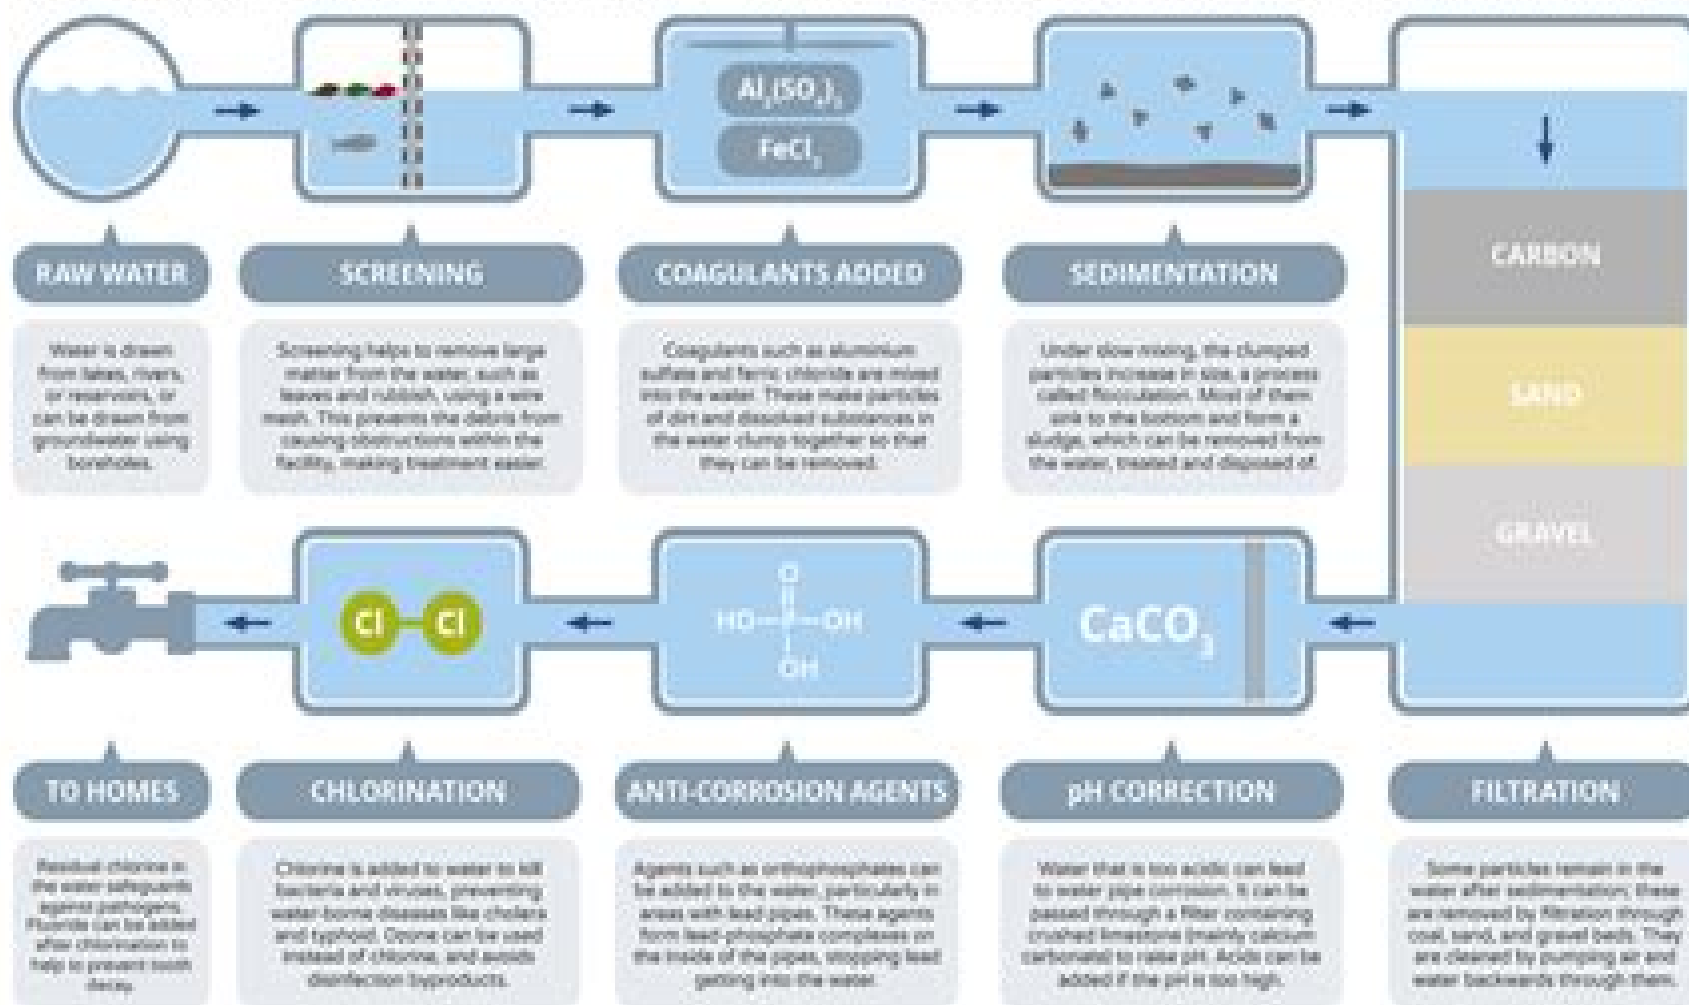 Al2(SO4)3
FeCl3
CARBON
SAND
GRAVEL
RAW WATER
Water is drawn
from lakes, rivers,
or reservoirs, or
can be drawn from
groundwater using
boreholes.
SCREENING
Screening helps to remove large
matter from the water, such as
leaves and rubbish, using a wire
mesh. This prevents the debris from
causing obstructions within the
facility, making treatment easier.
COAGULANTS ADDED
Coagulants such as aluminium
sulfate and ferric chloride are mixed
into the water. These make particles
of dirt and dissolved substances in
the water clump together so that
they can be removed.
SEDIMENTATION
Under slow mixing, the clumped
particles increase in size, a process
called flocculation. Most of them
sink to the bottom and form a
sludge, which can be removed from
the water, treated and disposed of.
Cl Cl
O
HO P OH
OH
CaCO3
TO HOMES
Residual chlorine in
the water safeguards
against pathogens.
Fluoride can be added
after chlorination to
help to prevent tooth
decay.
CHLORINATION
Chlorine is added to water to kill
bacteria and viruses, preventing
water-borne diseases like cholera
and typhoid. Ozone can be used
instead of chlorine, and avoids
disinfection byproducts.
ANTI-CORROSION AGENTS
Agents such as orthophosphates can
be added to the water, particularly in
areas with lead pipes. These agents
form lead-phosphate complexes on
the inside of the pipes, stopping lead
getting into the water.
pH CORRECTION
Water that is too acidic can lead
to water pipe corrosion. It can be
passed through a filter containing
crushed limestone (mainly calcium
carbonate) to raise pH. Acids can be
added if the pH is too high.
FILTRATION
Some particles remain in the
water after sedimentation; these
are removed by filtration through
coal, sand, and gravel beds. They
are cleaned by pumping air and
water backwards through them.